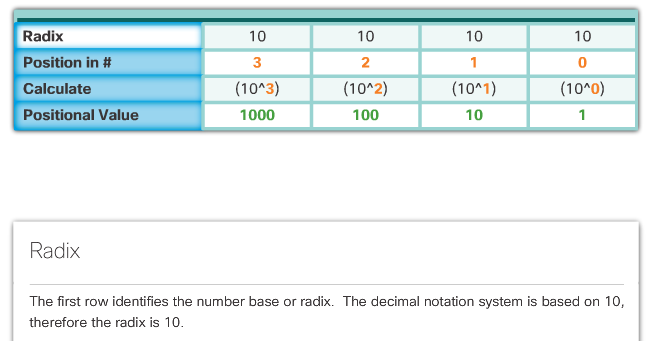 Radix 10 10 10 10
Position in # 3 2 1 0
Calculate (10^3) (10^2) (10^1) (10^0)
Positional Value 1000 100 10 1
Radix
The first row identifies the number base or radix.  The decimal notation system is based on 10,
therefore the radix is 10.